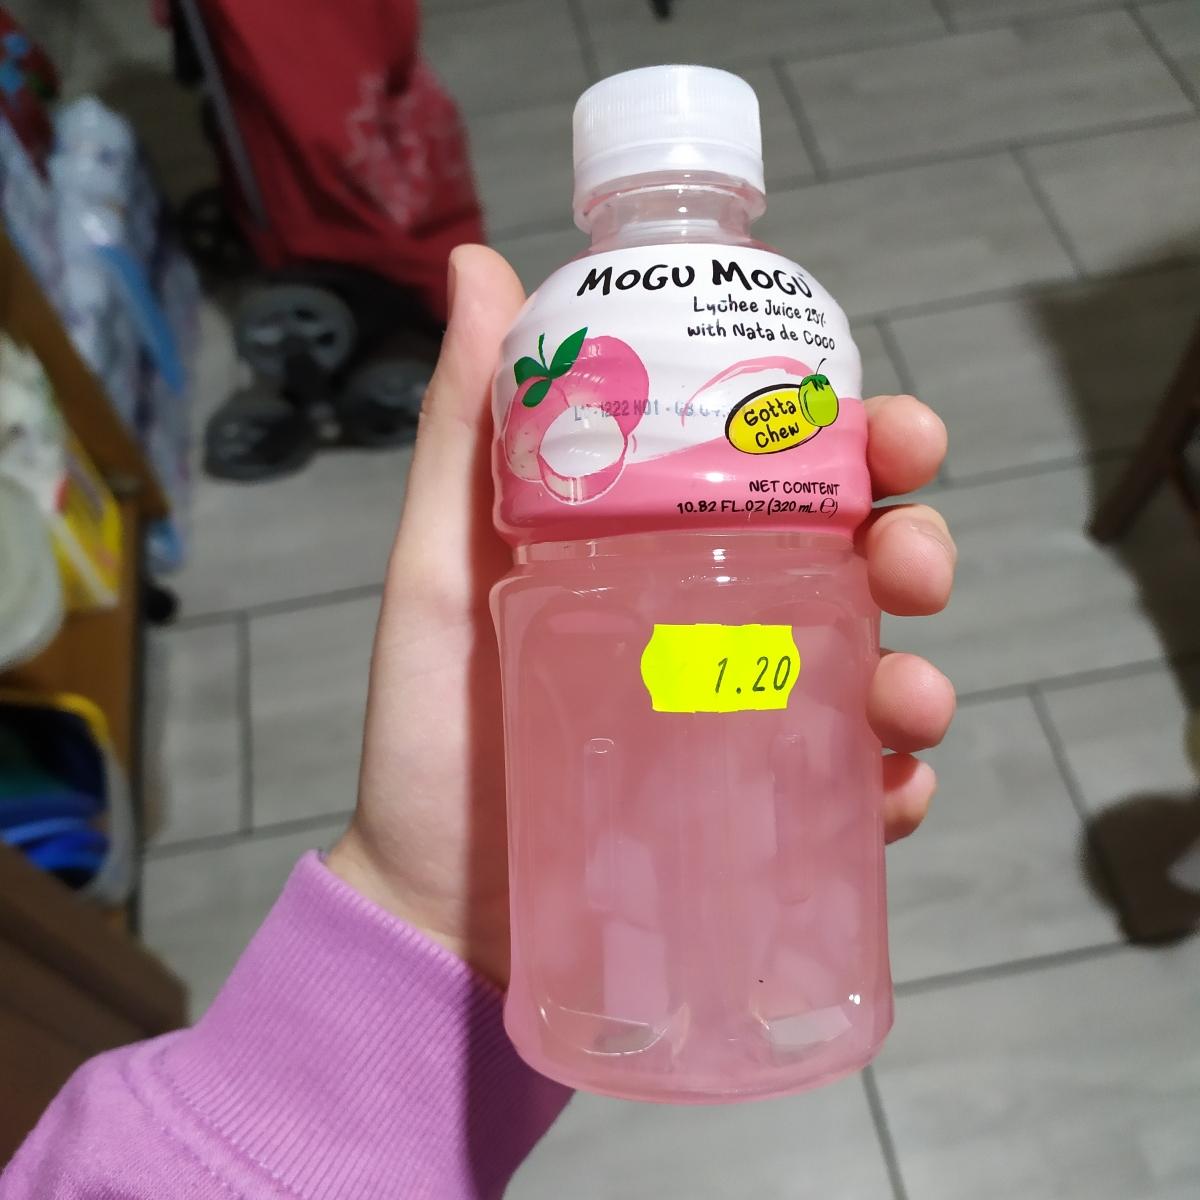 MOGU MOGU
Lychee Juice 25%
with Nata de Coco
Gotta
Chew
NET CONTENT
10.82 FL.OZ (320 mL.℮)
1.20